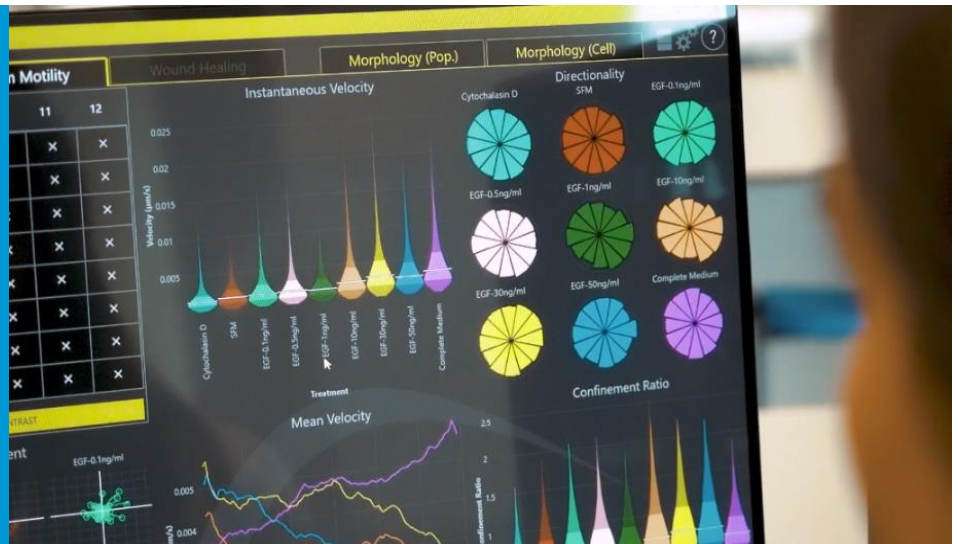 m Motility
Wound Healing
Morphology (Pop.)
Morphology (Cell)
?
11 12
× ×
× ×
× ×
× ×
× ×
× ×
× × ×
× × ×
NTRAST
ent
EGF-0.1ng/ml
Instantaneous Velocity
Velocity (µm/s)
0.025
0.02
0.015
0.01
0.005
Cytochalasin D
SFM
EGF-0.1ng/ml
EGF-0.5ng/ml
EGF-1ng/ml
EGF-10ng/ml
EGF-30ng/ml
EGF-50ng/ml
Complete Medium
Treatment
Directionality
Cytochalasin D
SFM
EGF-0.1ng/ml
EGF-0.5ng/ml
EGF-1ng/ml
EGF-10ng/ml
EGF-30ng/ml
EGF-50ng/ml
Complete Medium
Mean Velocity
0.005
0.004
Confinement Ratio
onfinement Ratio
2.5
2
1.5
1